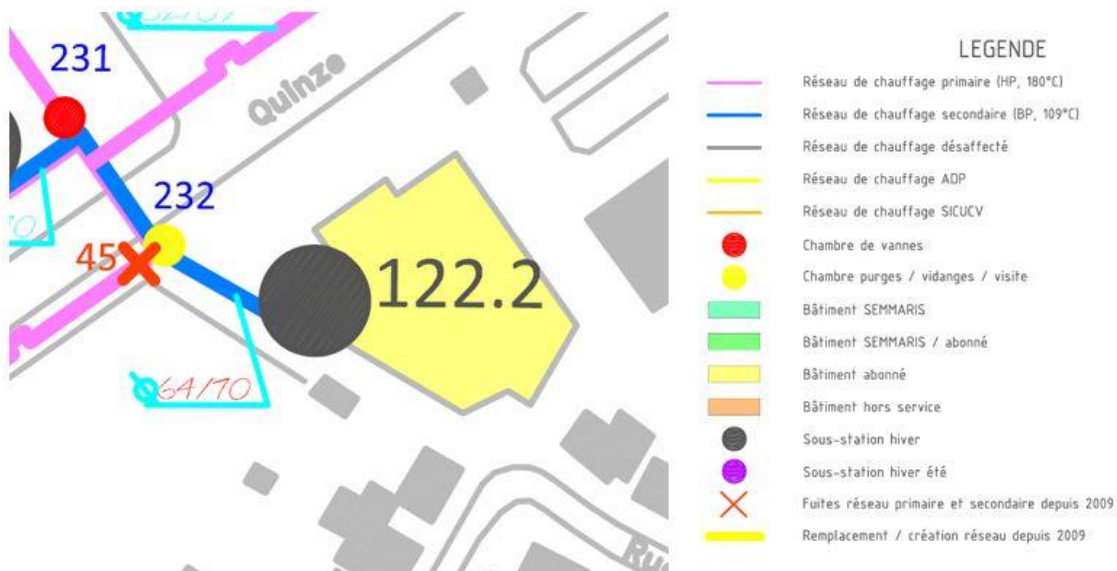 231
Quinze
232
45
122.2
64/70
LEGENDE
Réseau de chauffage primaire (HP, 180°C)
Réseau de chauffage secondaire (BP, 109°C)
Réseau de chauffage désaffecté
Réseau de chauffage ADP
Réseau de chauffage SICUCV
Chambre de vannes
Chambre purges / vidanges / visite
Bâtiment SEMMARIS
Bâtiment SEMMARIS / abonné
Bâtiment abonné
Bâtiment hors service
Sous-station hiver
Sous-station hiver été
Fuites réseau primaire et secondaire depuis 2009
Remplacement / création réseau depuis 2009